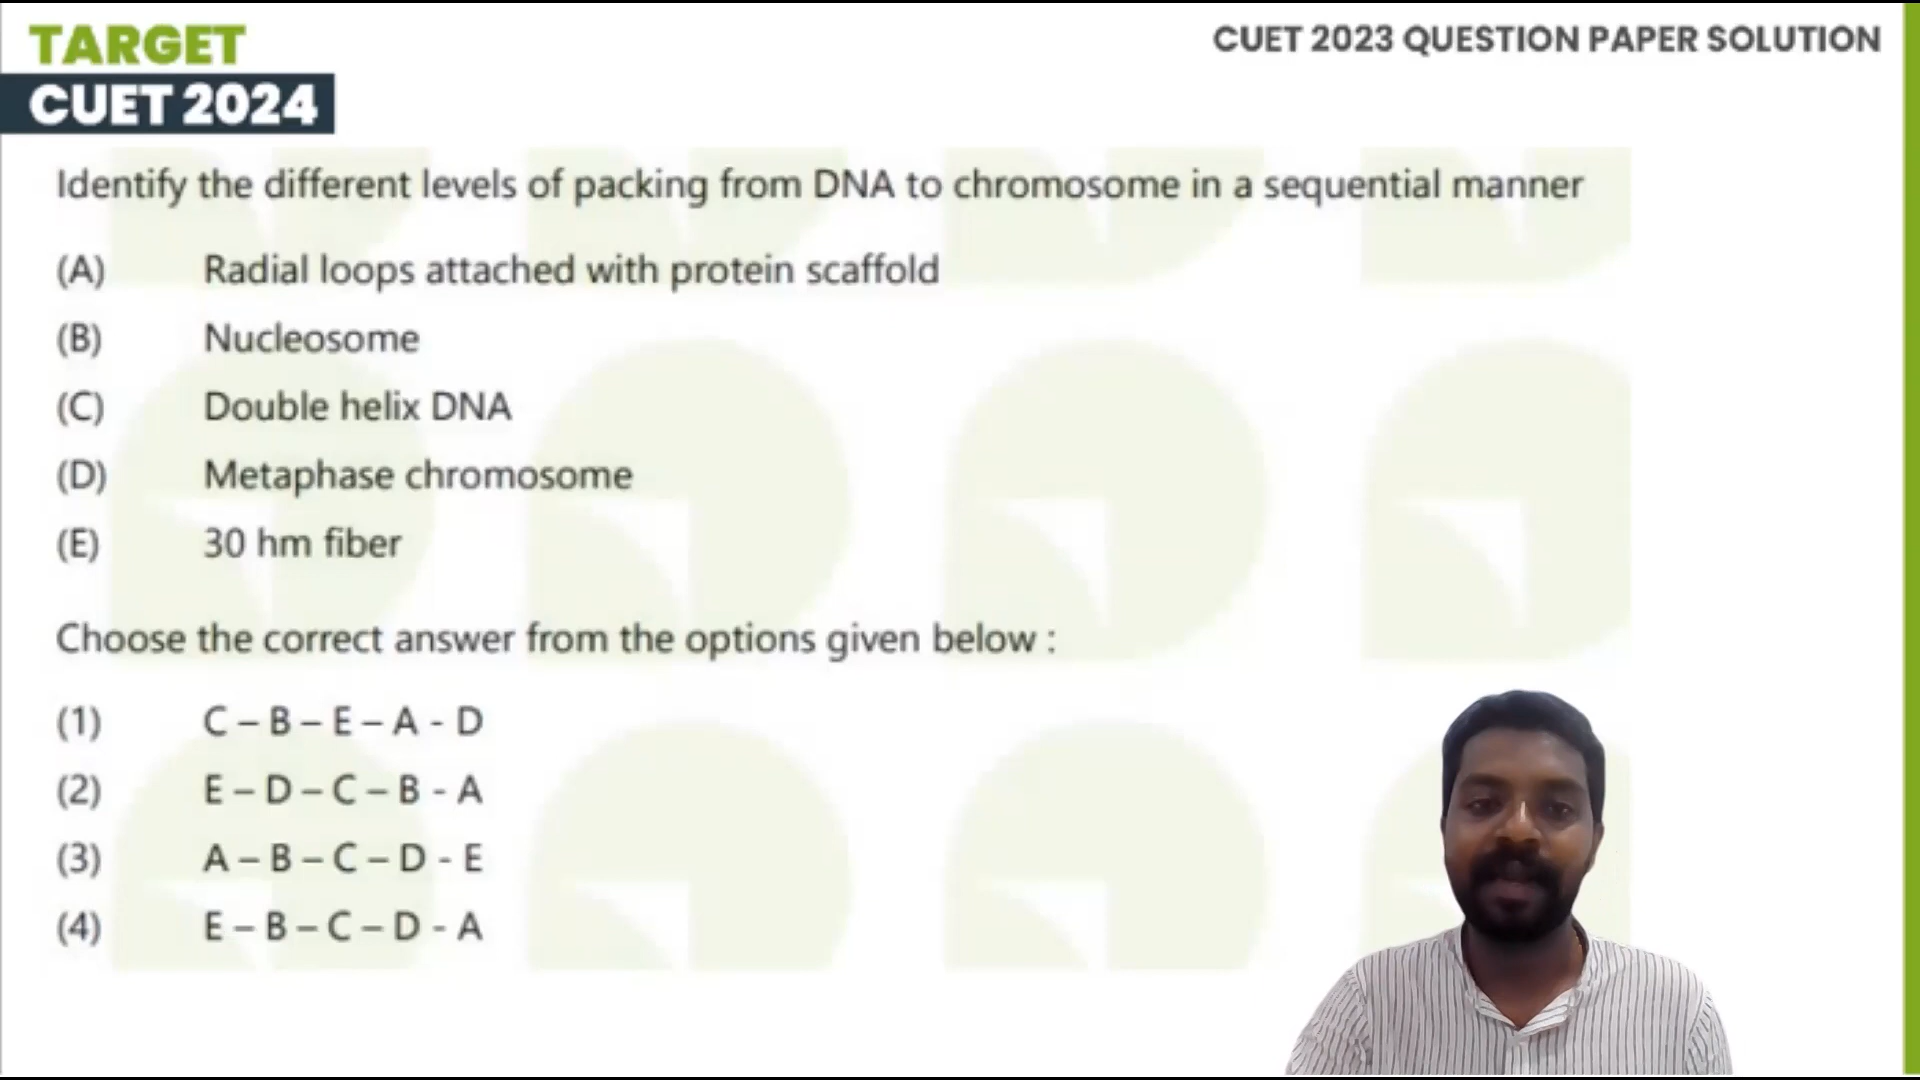 TARGET
CUET 2024
CUET 2023 QUESTION PAPER SOLUTION
Identify the different levels of packing from DNA to chromosome in a sequential manner
(A) Radial loops attached with protein scaffold
(B) Nucleosome
(C) Double helix DNA
(D) Metaphase chromosome
(E) 30 hm fiber
Choose the correct answer from the options given below :
(1) C – B – E – A - D
(2) E – D – C – B - A
(3) A – B – C – D - E
(4) E – B – C – D - A